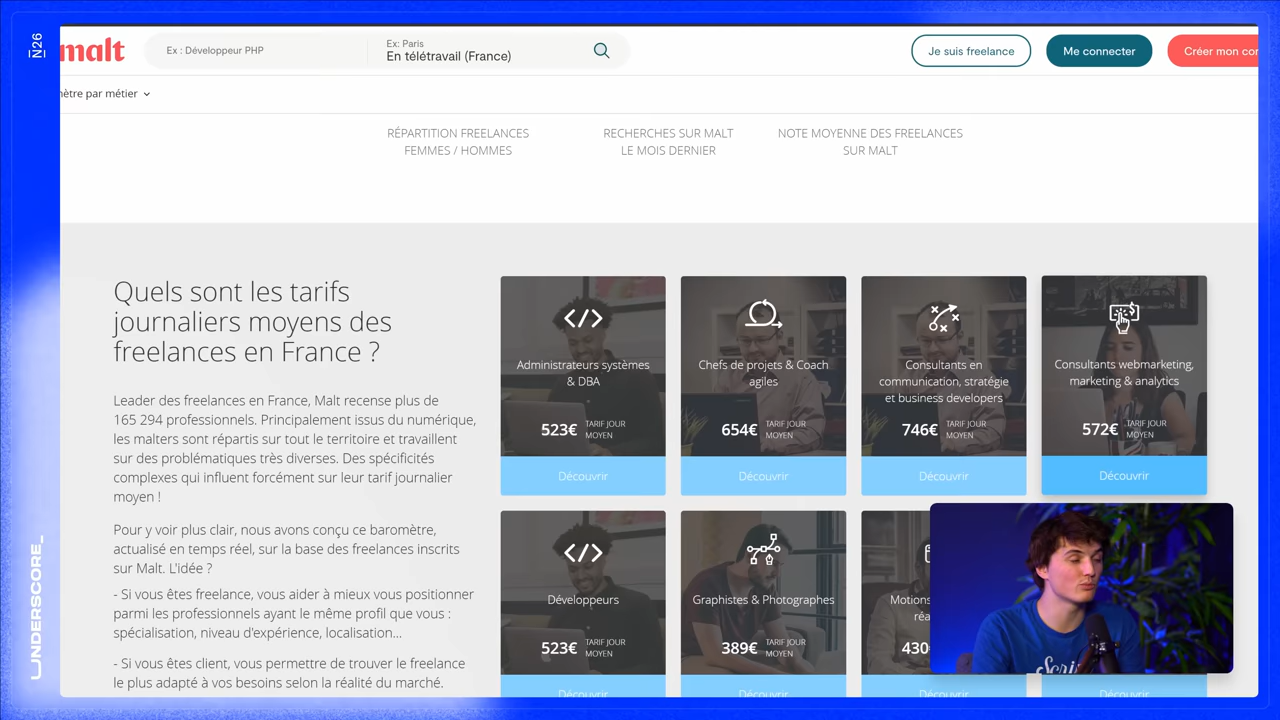 N26
malt
Ex : Développeur PHP
Ex: Paris
En télétravail (France)
Je suis freelance
Me connecter
Créer mon
par métier
RÉPARTITION FREELANCES
FEMMES / HOMMES
RECHERCHES SUR MALT
LE MOIS DERNIER
NOTE MOYENNE DES FREELANCES
SUR MALT
Quels sont les tarifs
journaliers moyens des
freelances en France ?
Leader des freelances en France, Malt recense plus de
165 294 professionnels. Principalement issus du numérique,
les malters sont répartis sur tout le territoire et travaillent
sur des problématiques très diverses. Des spécificités
complexes qui influent forcément sur leur tarif journalier
moyen !
Pour y voir plus clair, nous avons conçu ce baromètre,
actualisé en temps réel, sur la base des freelances inscrits
sur Malt. L'idée ?
- Si vous êtes freelance, vous aider à mieux vous positionner
parmi les professionnels ayant le même profil que vous :
spécialisation, niveau d'expérience, localisation...
- Si vous êtes client, vous permettre de trouver le freelance
le plus adapté à vos besoins selon la réalité du marché.
Administrateurs systèmes
& DBA
523€ TARIF JOUR
MOYEN
Découvrir
Chefs de projets & Coach
agiles
654€ TARIF JOUR
MOYEN
Découvrir
Consultants en
communication, stratégie
et business developers
746€ TARIF JOUR
MOYEN
Découvrir
Consultants webmarketing,
marketing & analytics
572€ TARIF JOUR
MOYEN
Découvrir
Développeurs
523€ TARIF JOUR
MOYEN
Découvrir
Graphistes & Photographes
389€ TARIF JOUR
MOYEN
Découvrir
430
Découvrir
Découvrir
UNDERSCORE_